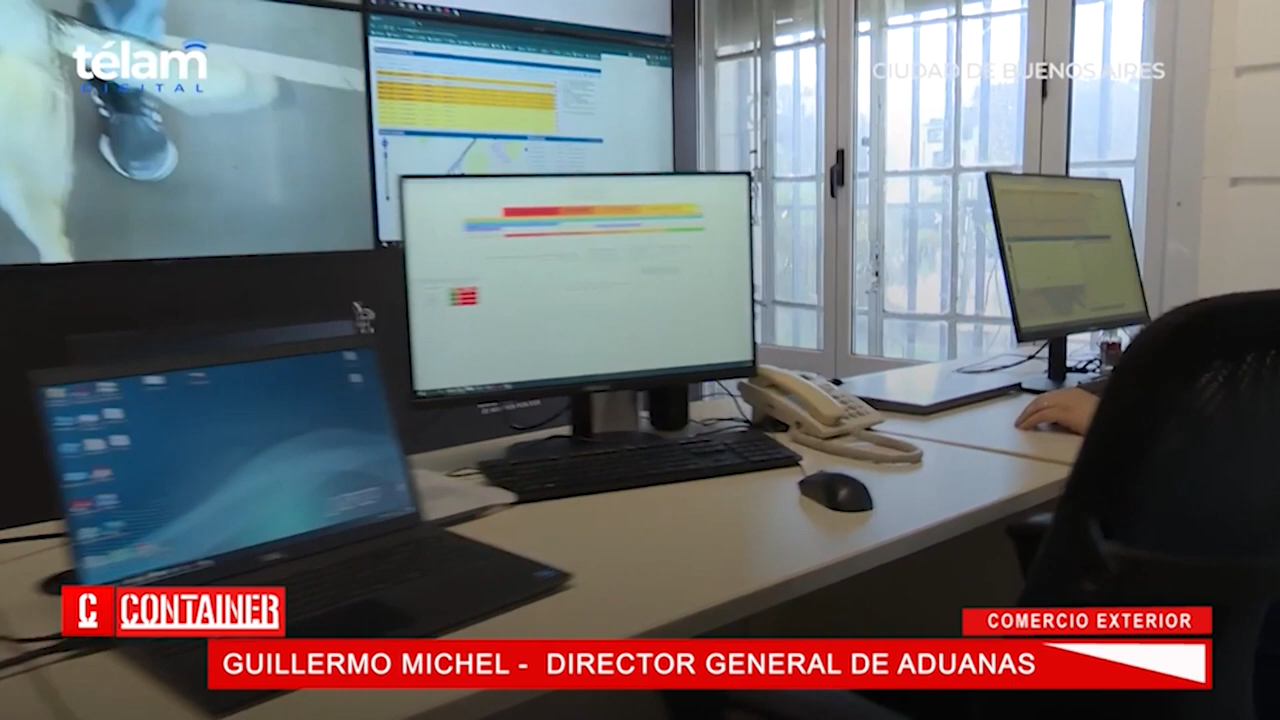 télam
DIGITAL
CIUDAD DE BUENOS AIRES
C CONTAINER
COMERCIO EXTERIOR
GUILLERMO MICHEL - DIRECTOR GENERAL DE ADUANAS